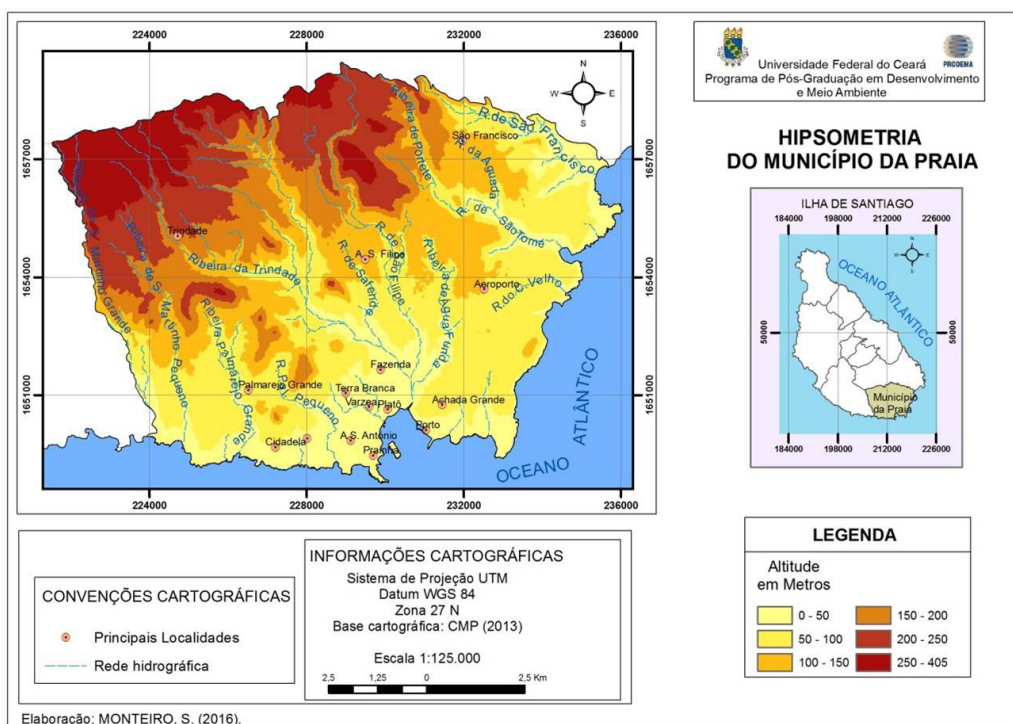 224000 228000 232000 236000
1657000
1654000
1651000
224000 228000 232000 236000
N
W E
S
Ribeira de Portete
R. de São Francisco
São Francisco
R. da Aguada
R. de São Tomé
Trindade
Ribeira da Trindade
Ribeira de S. Martinho Pequeno
S. Martinho Grande
Ribeira Palmarejo Grande
R. de Safende
A. S. Filipe
R. de São Filipe
Ribeira de Agua Funda
Aeroporto
R.do C. Velho
Fazenda
Palmarejo Grande
R. Pal. Pequeno
Terra Branca
Varzea
Platô
Achada Grande
Porto
Cidadela
A.S. António
Prainha
OCEANO
ATLÂNTICO
Universidade Federal do Ceará
PRODEMA
Programa de Pós-Graduação em Desenvolvimento
e Meio Ambiente
HIPSOMETRIA
DO MUNICÍPIO DA PRAIA
ILHA DE SANTIAGO
184000 198000 212000 226000
N
W E
S
OCEANO ATLÂNTICO
50000 50000
Município
da Praia
184000 198000 212000 226000
CONVENÇÕES CARTOGRÁFICAS
Principais Localidades
Rede hidrográfica
INFORMAÇÕES CARTOGRÁFICAS
Sistema de Projeção UTM
Datum WGS 84
Zona 27 N
Base cartográfica: CMP (2013)
Escala 1:125.000
2,5 1,25 0 2,5 Km
LEGENDA
Altitude
em Metros
0 - 50 150 - 200
50 - 100 200 - 250
100 - 150 250 - 405
Elaboração: MONTEIRO, S. (2016).